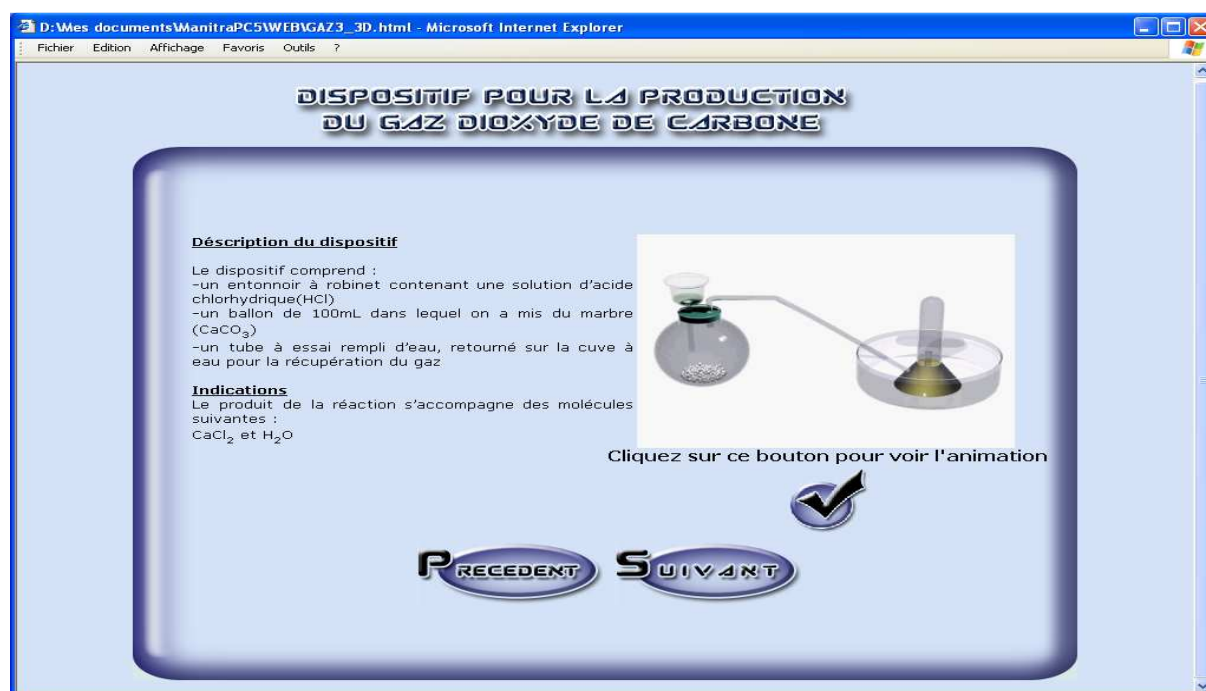 D:\Mes documents\ManitraPC5\WEB\GAZ3_3D.html - Microsoft Internet Explorer
Fichier Edition Affichage Favoris Outils ?
DISPOSITIF POUR LA PRODUCTION
DU GAZ DIOXYDE DE CARBONE
Déscription du dispositif
Le dispositif comprend :
-un entonnoir à robinet contenant une solution d'acide
chlorhydrique(HCl)
-un ballon de 100mL dans lequel on a mis du marbre
(CaCO₃)
-un tube à essai rempli d'eau, retourné sur la cuve à
eau pour la récupération du gaz
Indications
Le produit de la réaction s'accompagne des molécules
suivantes :
CaCl₂ et H₂O
Cliquez sur ce bouton pour voir l'animation
PRECEDENT SUIVANT